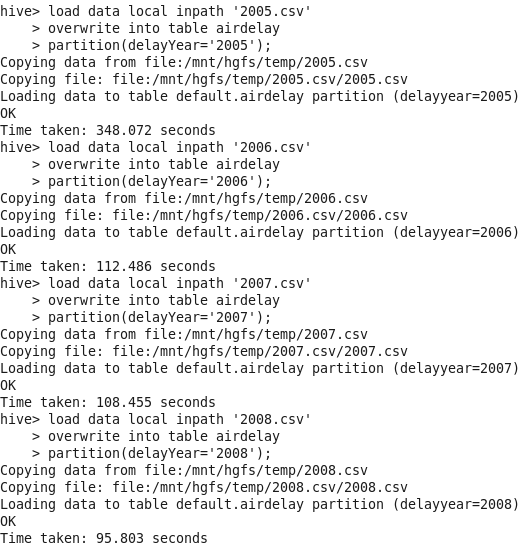 hive> load data local inpath '2005.csv'
    > overwrite into table airdelay
    > partition(delayYear='2005');
Copying data from file:/mnt/hgfs/temp/2005.csv
Copying file: file:/mnt/hgfs/temp/2005.csv/2005.csv
Loading data to table default.airdelay partition (delayyear=2005)
OK
Time taken: 348.072 seconds
hive> load data local inpath '2006.csv'
    > overwrite into table airdelay
    > partition(delayYear='2006');
Copying data from file:/mnt/hgfs/temp/2006.csv
Copying file: file:/mnt/hgfs/temp/2006.csv/2006.csv
Loading data to table default.airdelay partition (delayyear=2006)
OK
Time taken: 112.486 seconds
hive> load data local inpath '2007.csv'
    > overwrite into table airdelay
    > partition(delayYear='2007');
Copying data from file:/mnt/hgfs/temp/2007.csv
Copying file: file:/mnt/hgfs/temp/2007.csv/2007.csv
Loading data to table default.airdelay partition (delayyear=2007)
OK
Time taken: 108.455 seconds
hive> load data local inpath '2008.csv'
    > overwrite into table airdelay
    > partition(delayYear='2008');
Copying data from file:/mnt/hgfs/temp/2008.csv
Copying file: file:/mnt/hgfs/temp/2008.csv/2008.csv
Loading data to table default.airdelay partition (delayyear=2008)
OK
Time taken: 95.803 seconds